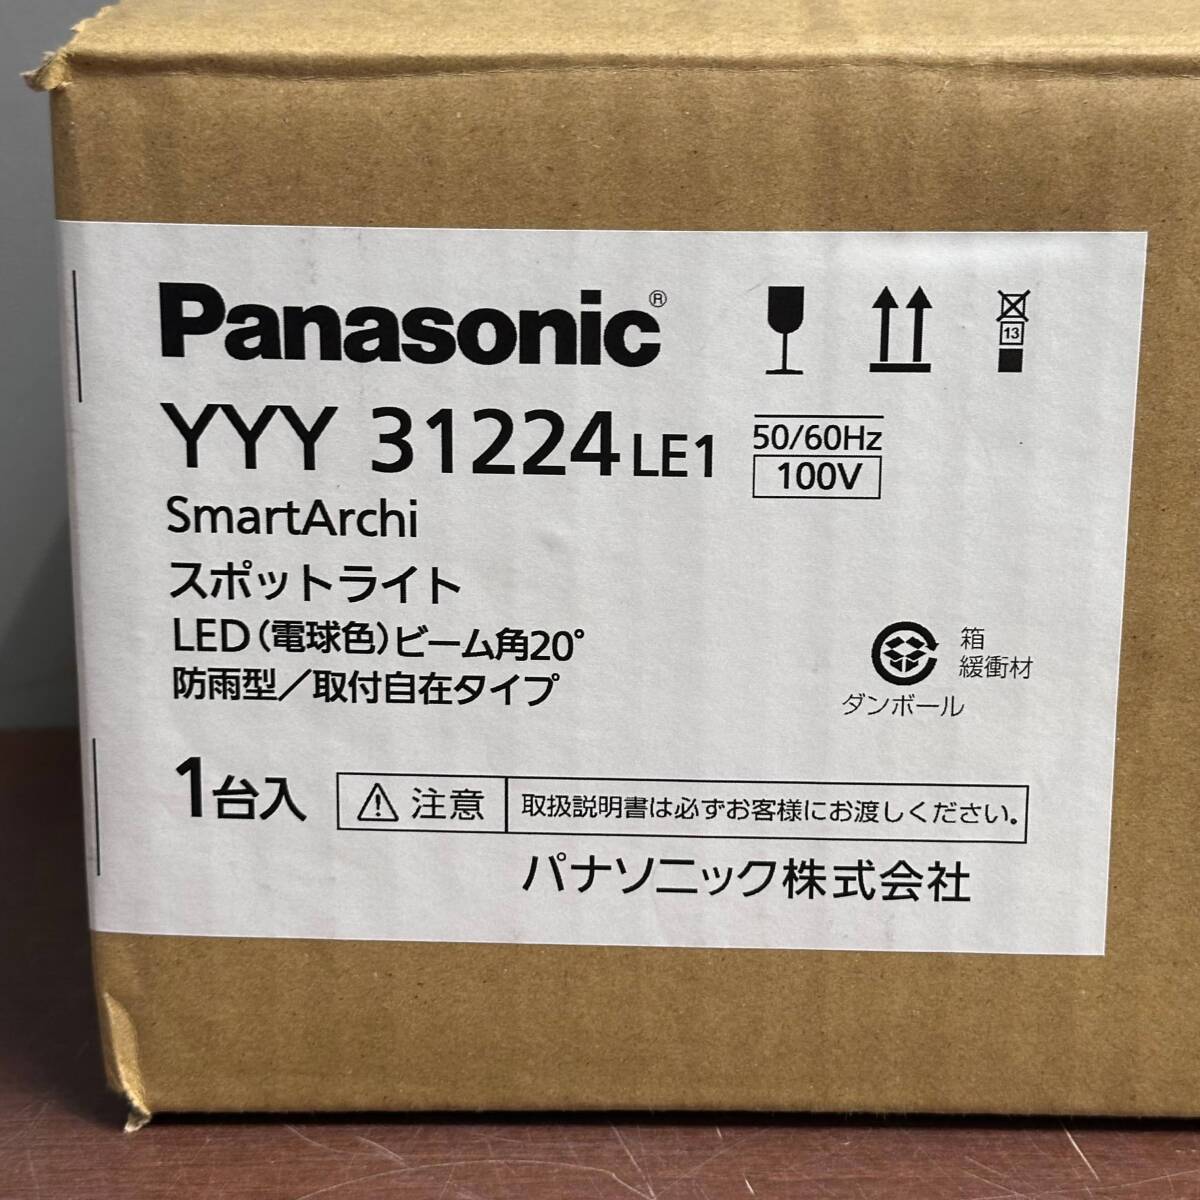 Panasonic®
13
YYY 31224 LE1
50/60Hz
100V
SmartArchi
スポットライト
LED(電球色)ビーム角20°
防雨型/取付自在タイプ
箱
緩衝材
ダンボール
1台入
注意
取扱説明書は必ずお客様にお渡しください。
パナソニック株式会社